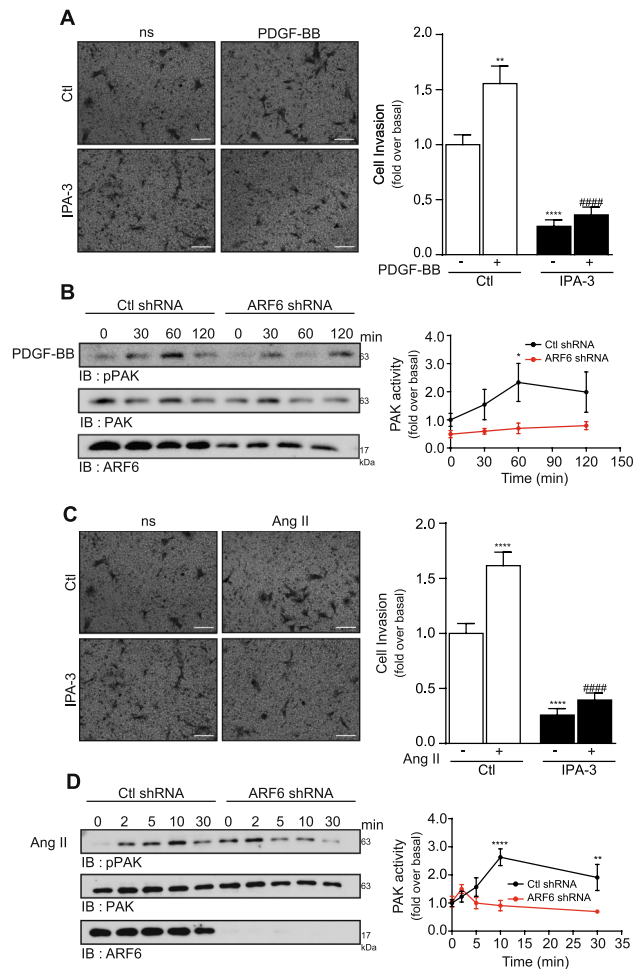 A
ns
PDGF-BB
Ctl
IPA-3
Cell Invasion
(fold over basal)
2.0
1.5
1.0
0.5
0.0
**
****
####
PDGF-BB
- + - +
Ctl IPA-3
B
Ctl shRNA ARF6 shRNA
0 30 60 120 0 30 60 120 min
PDGF-BB
63
IB : pPAK
63
IB : PAK
17
kDa
IB : ARF6
PAK activity
(fold over basal)
4.0
3.0
2.0
1.0
0.0
*
Ctl shRNA
ARF6 shRNA
0 30 60 90 120 150
Time (min)
C
ns
Ang II
Ctl
IPA-3
Cell Invasion
(fold over basal)
2.0
1.5
1.0
0.5
0.0
****
****
####
Ang II
- + - +
Ctl IPA-3
D
Ctl shRNA ARF6 shRNA
0 2 5 10 30 0 2 5 10 30 min
Ang II
63
IB : pPAK
63
IB : PAK
17
kDa
IB : ARF6
PAK activity
(fold over basal)
4.0
3.0
2.0
1.0
0.0
****
**
Ctl shRNA
ARF6 shRNA
0 5 10 15 20 25 30 35
Time (min)